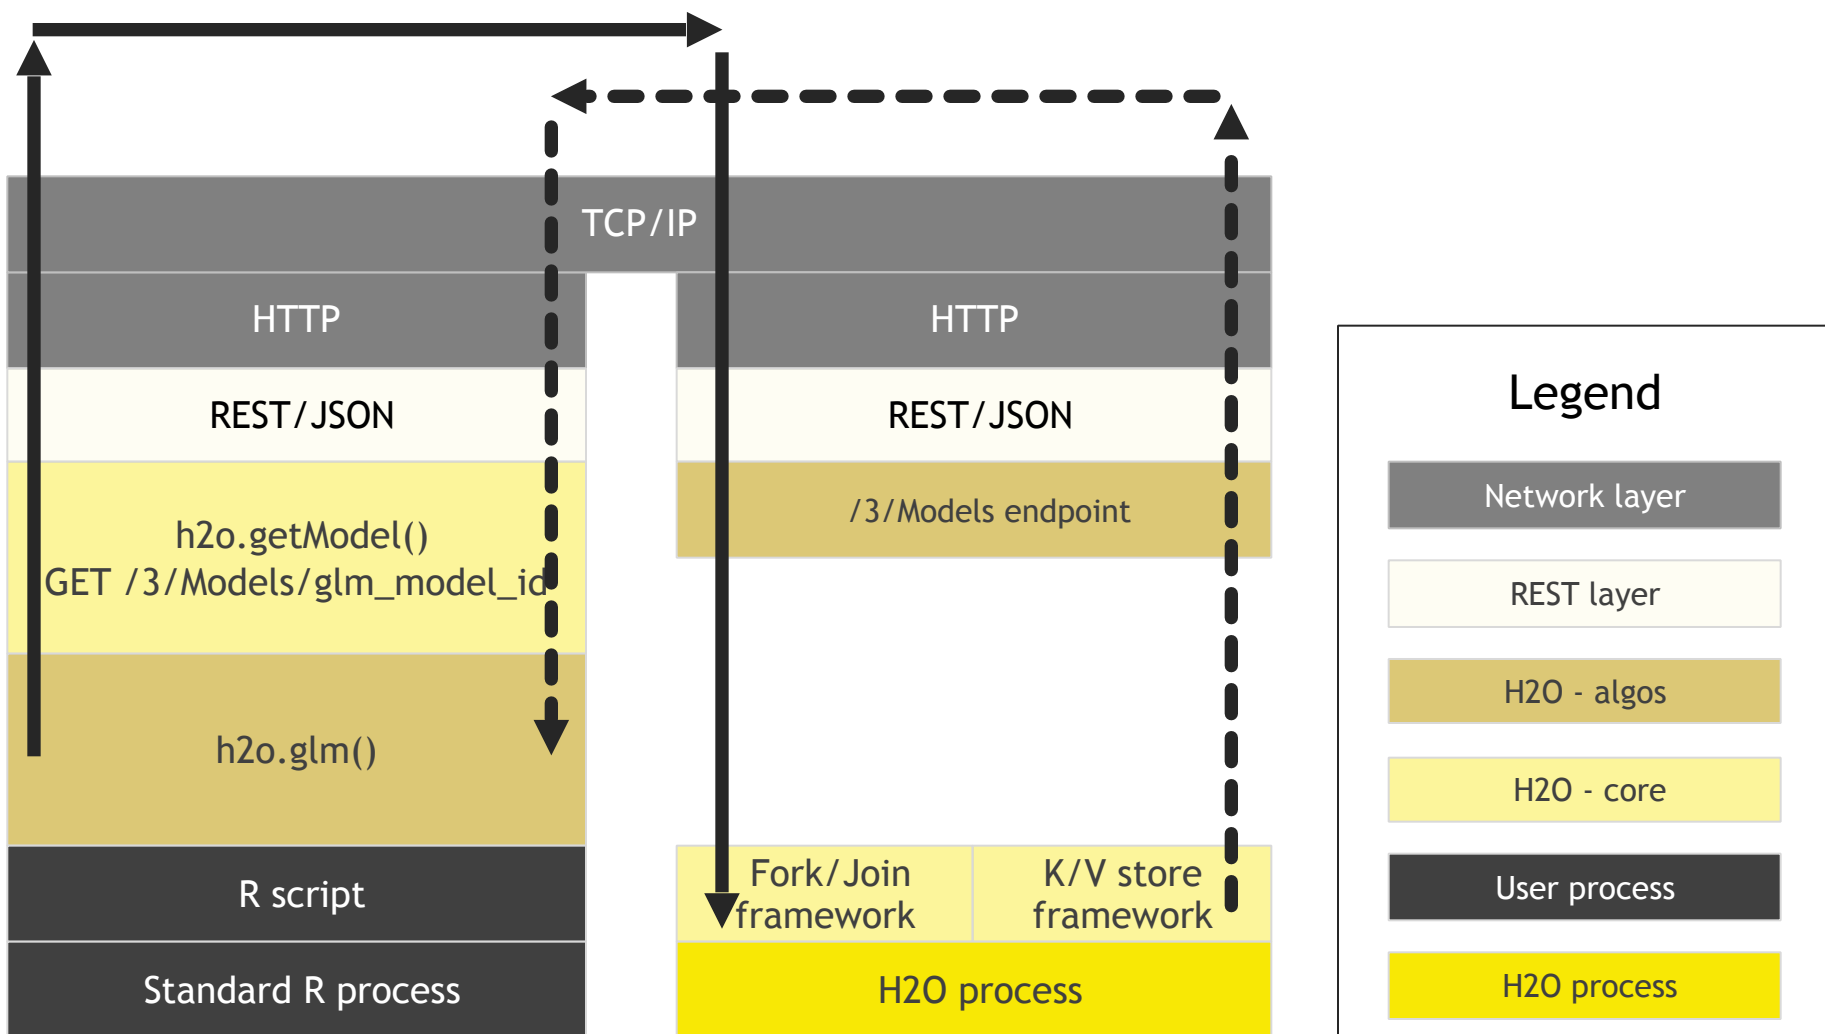 TCP/IP
HTTP
HTTP
REST/JSON
REST/JSON
h2o.getModel()
GET /3/Models/glm_model_id
/3/Models endpoint
h2o.glm()
R script
Fork/Join
framework
K/V store
framework
Standard R process
H2O process
Legend
Network layer
REST layer
H2O - algos
H2O - core
User process
H2O process